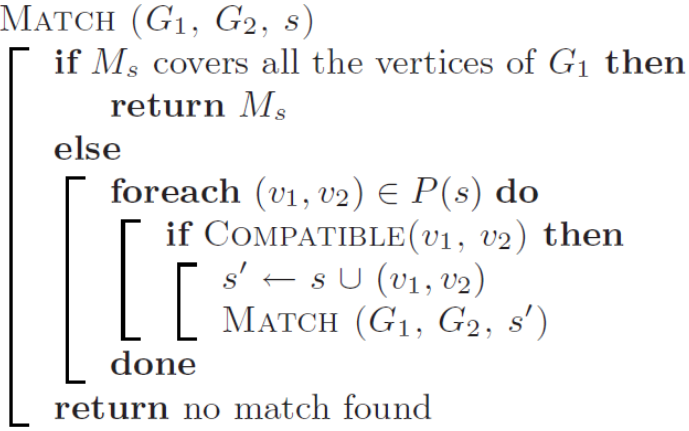 MATCH (G₁, G₂, s)
if Mₛ covers all the vertices of G₁ then
return Mₛ
else
foreach (v₁, v₂) ∈ P(s) do
if COMPATIBLE(v₁, v₂) then
s′ ← s ∪ (v₁, v₂)
MATCH (G₁, G₂, s′)
done
return no match found